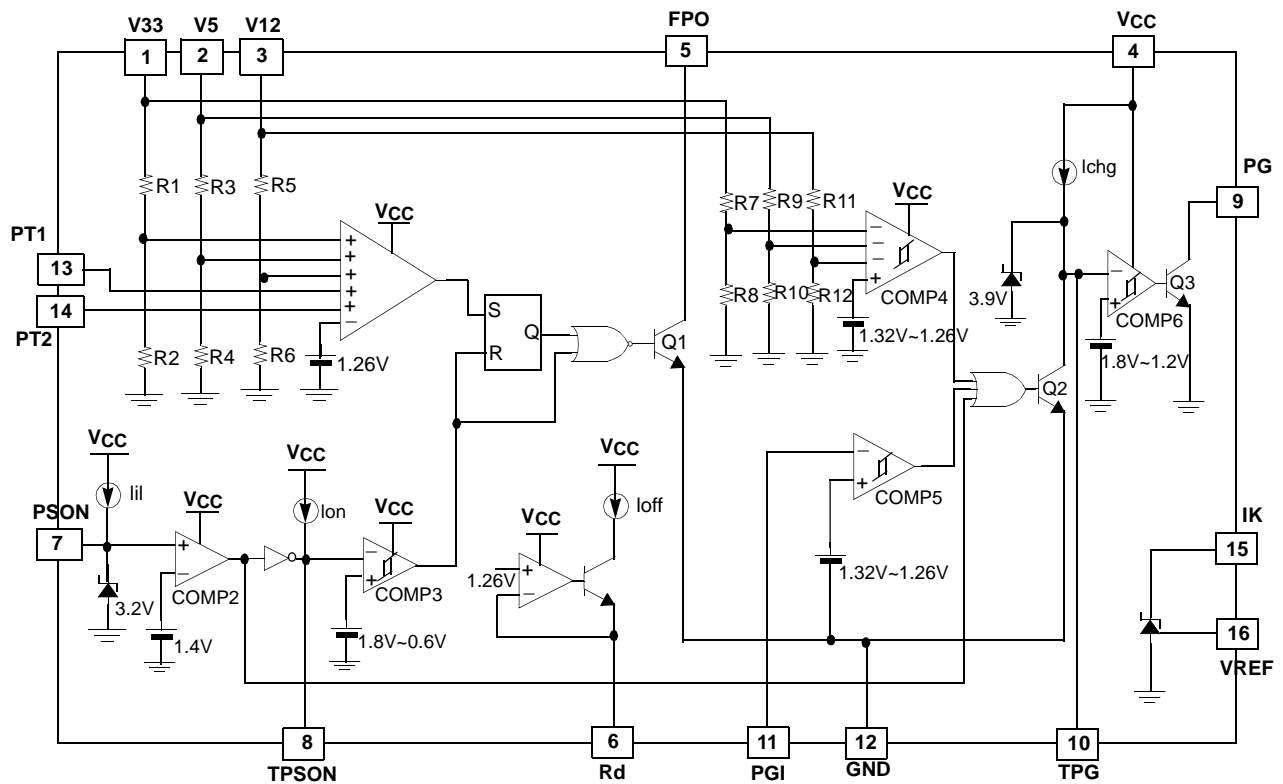 V33 V5 V12 FPO VCC
1 2 3 5 4
R1 R3 R5
VCC
R7 R9 R11
VCC
Ichg
PG
9
PT1
13
14
PT2
+
+
+
+
+
−
1.26V
R2 R4 R6
S
R
Q
Q1
−
−
−
+
COMP4
R8 R10 R12
1.32V~1.26V
3.9V
−
+
COMP6
Q3
1.8V~1.2V
Q2
VCC
Iil
PSON
7
3.2V
VCC
+
−
COMP2
1.4V
VCC
Ion
VCC
−
+
COMP3
1.8V~0.6V
VCC
Ioff
VCC
+
1.26V
−
−
+
COMP5
1.32V~1.26V
IK
15
16
VREF
8 6 11 12 10
TPSON Rd PGI GND TPG